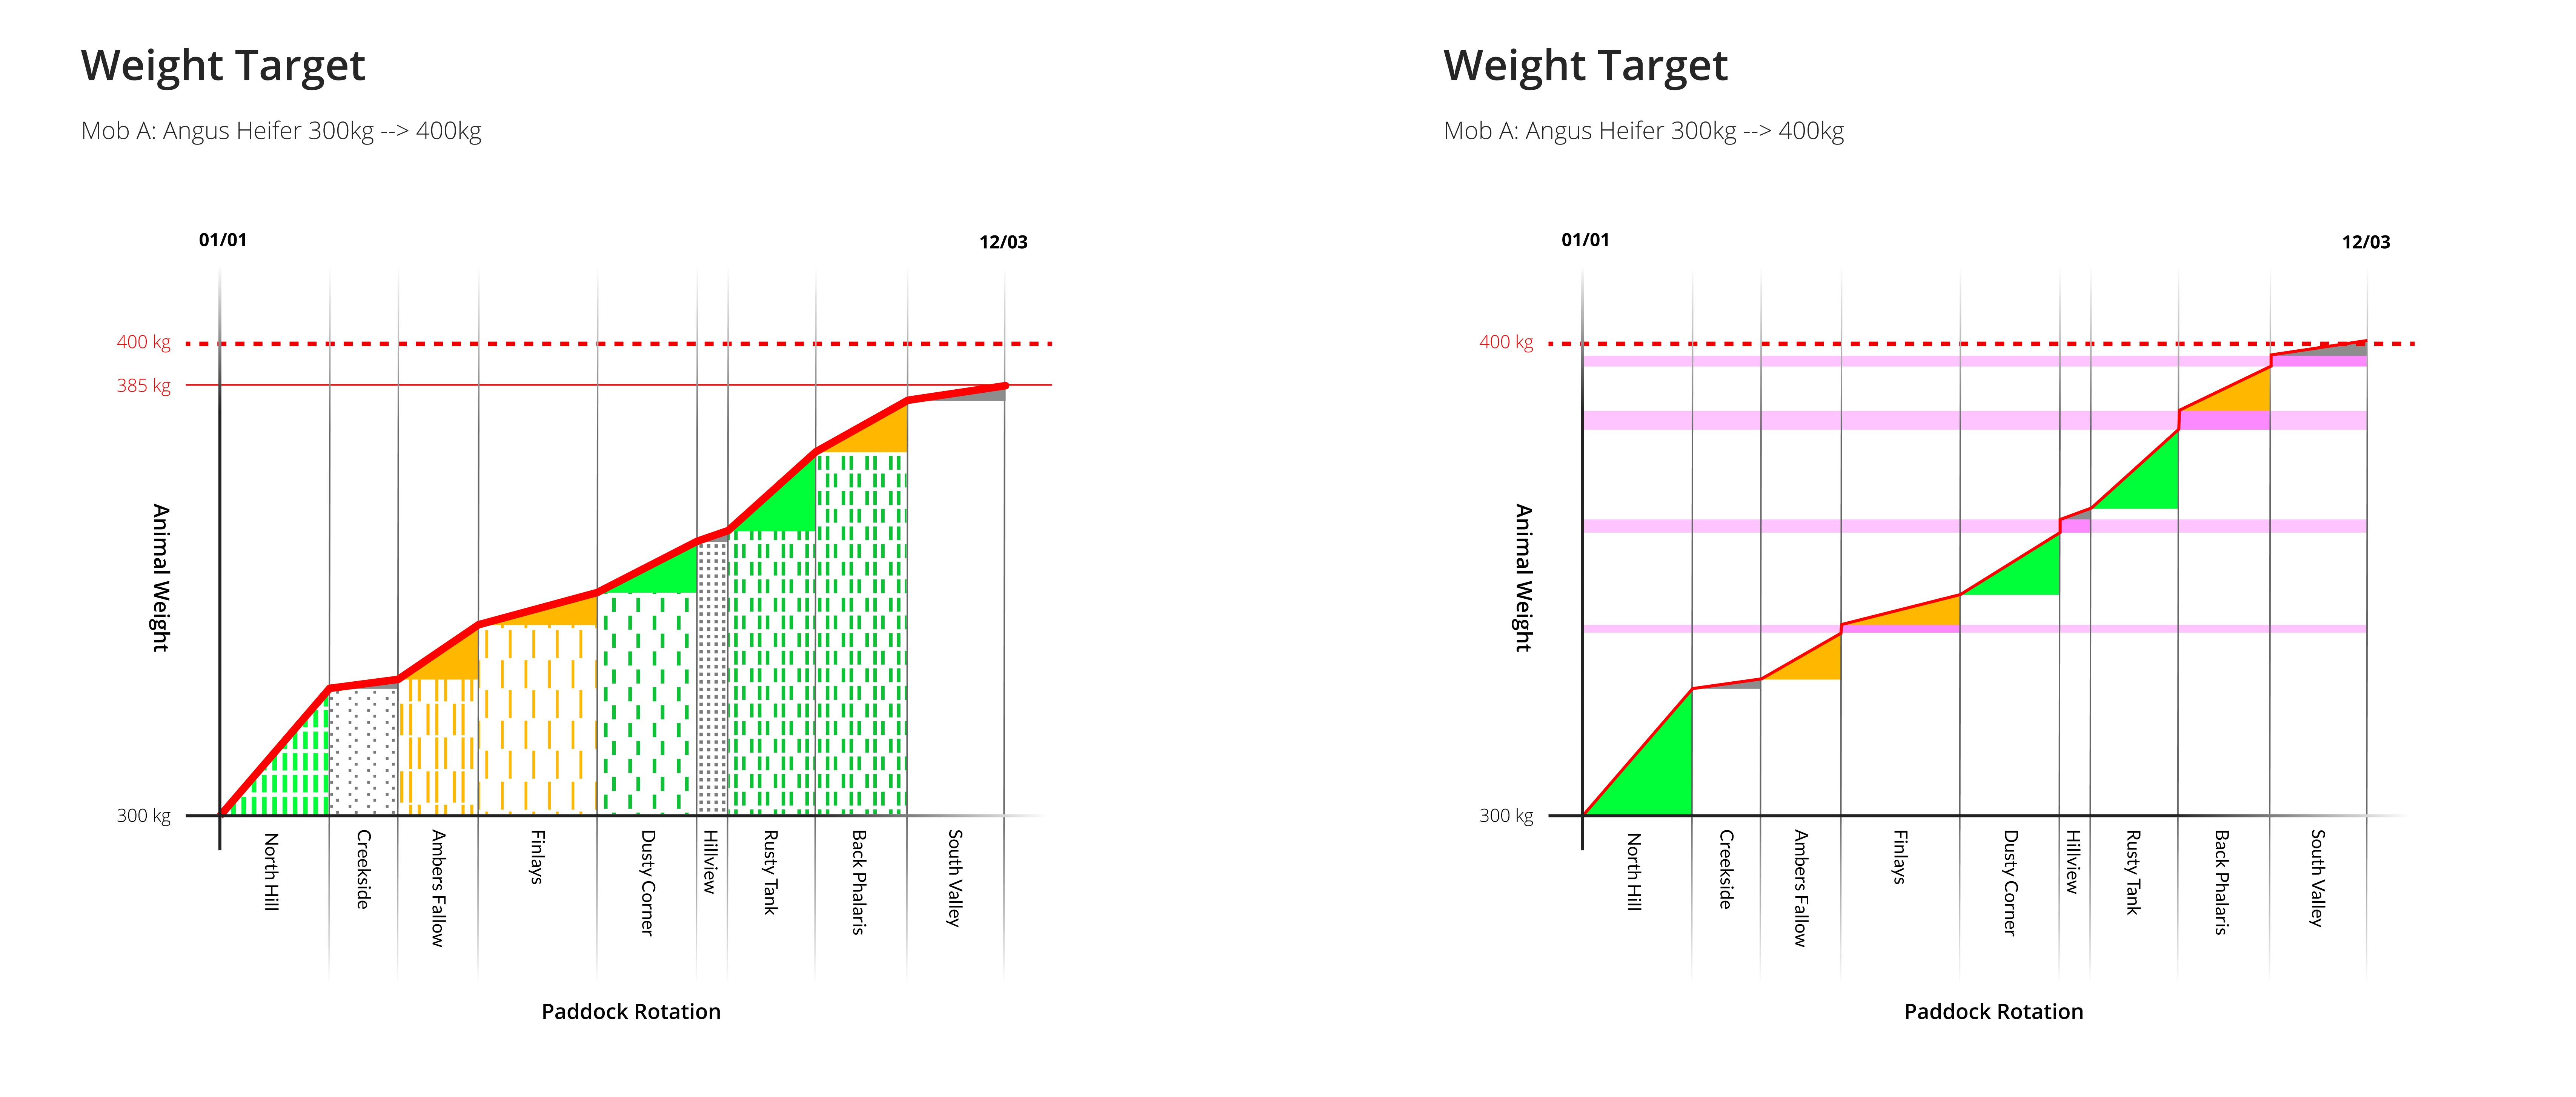 Weight Target
Mob A: Angus Heifer 300kg --> 400kg
01/01
12/03
400 kg
385 kg
Animal Weight
300 kg
North Hill
Creekside
Ambers Fallow
Finlays
Dusty Corner
Hillview
Rusty Tank
Back Phalaris
South Valley
Paddock Rotation
Weight Target
Mob A: Angus Heifer 300kg --> 400kg
01/01
12/03
400 kg
Animal Weight
300 kg
North Hill
Creekside
Ambers Fallow
Finlays
Dusty Corner
Hillview
Rusty Tank
Back Phalaris
South Valley
Paddock Rotation